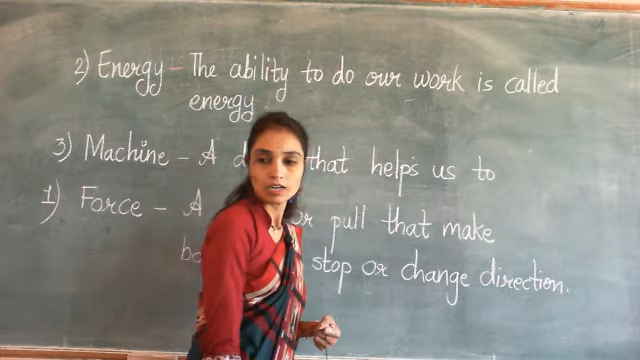 2) Energy - The ability to do our work is called
energy.
3) Machine - A that helps us to
1) Force - A or pull that make
stop or change direction.